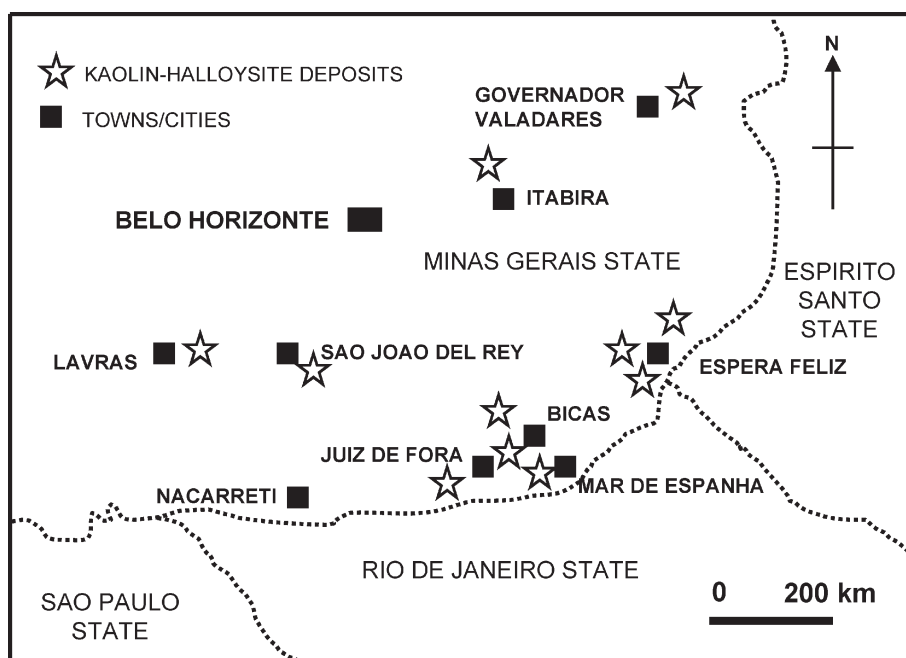 KAOLIN-HALLOYSITE DEPOSITS
TOWNS/CITIES
N
GOVERNADOR
VALADARES
ITABIRA
BELO HORIZONTE
MINAS GERAIS STATE
ESPIRITO
SANTO
STATE
LAVRAS
SAO JOAO DEL REY
ESPERA FELIZ
BICAS
JUIZ DE FORA
MAR DE ESPANHA
NACARRETI
RIO DE JANEIRO STATE
SAO PAULO
STATE
0 200 km